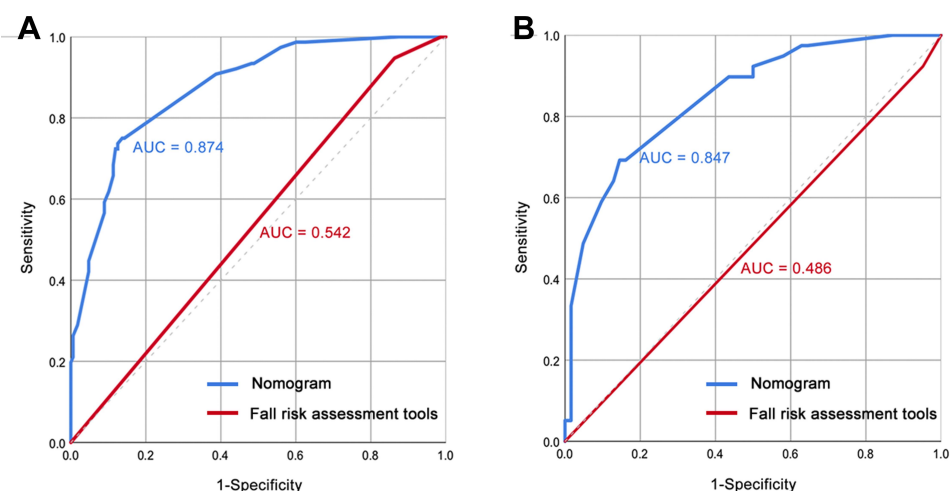 A
1.0
0.8
0.6
0.4
0.2
0.0
Sensitivity
AUC = 0.874
AUC = 0.542
Nomogram
Fall risk assessment tools
0.0 0.2 0.4 0.6 0.8 1.0
1-Specificity
B
1.0
0.8
0.6
0.4
0.2
0.0
Sensitivity
AUC = 0.847
AUC = 0.486
Nomogram
Fall risk assessment tools
0.0 0.2 0.4 0.6 0.8 1.0
1-Specificity